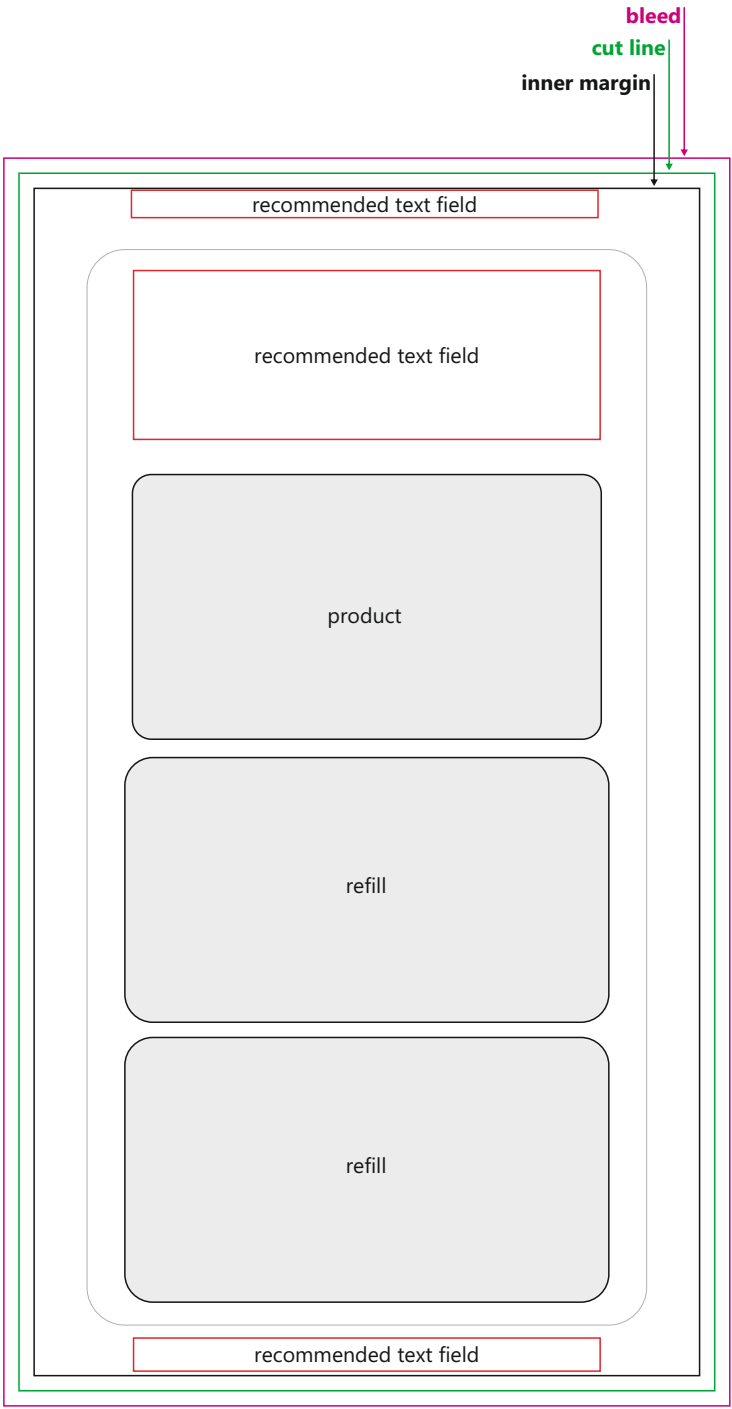 bleed
cut line
inner margin
recommended text field
recommended text field
product
refill
refill
recommended text field